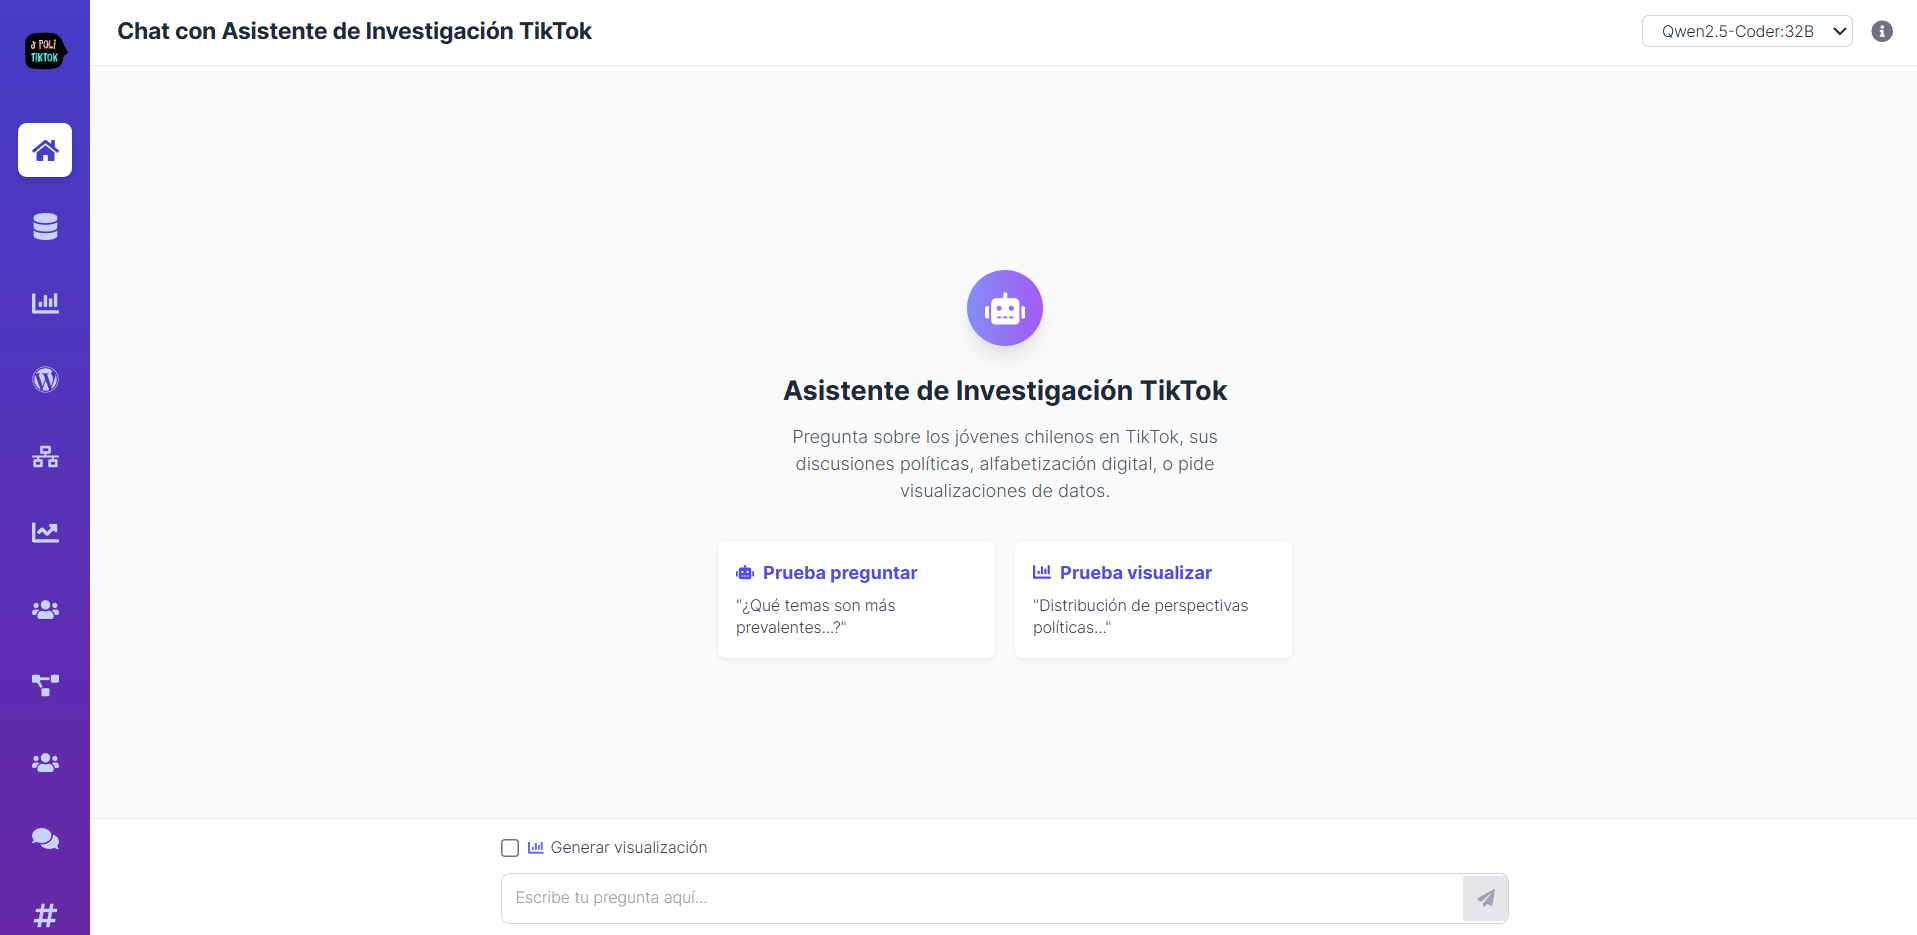 POLi
TiKTOK
Chat con Asistente de Investigación TikTok
Qwen2.5-Coder:32B
Asistente de Investigación TikTok
Pregunta sobre los jóvenes chilenos en TikTok, sus
discusiones políticas, alfabetización digital, o pide
visualizaciones de datos.
Prueba preguntar
"¿Qué temas son más
prevalentes...?"
Prueba visualizar
"Distribución de perspectivas
políticas..."
Generar visualización
Escribe tu pregunta aquí...